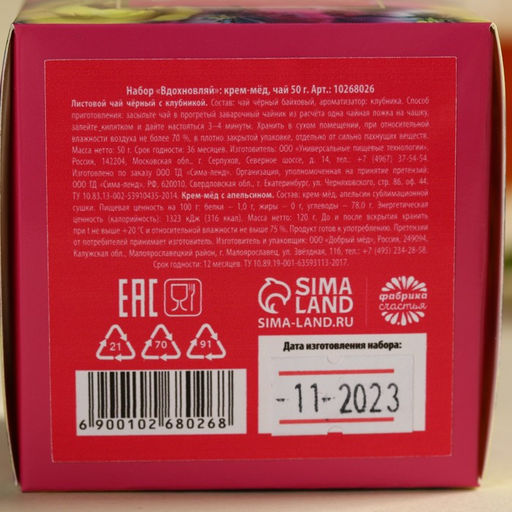 Набор «Вдохновляй»: крем-мёд, чай 50 г. Арт.: 10268026
Листовой чай чёрный с клубникой. Состав: чай чёрный байховый, ароматизатор: клубника. Способ
приготовления: засыпьте чай в прогретый заварочный чайник из расчёта одна чайная ложка на чашку,
залейте кипятком и дайте настояться 3–4 минуты. Хранить в сухом помещении, при относительной
влажности воздуха не более 70 %, в плотно закрытой упаковке, отдельно от сильно пахнущих веществ.
Масса нетто: 50 г. Срок годности: 36 месяцев. Изготовитель: ООО «Универсальные пищевые технологии»,
Россия, 142204, Московская обл., г. Серпухов, Северное шоссе, д. 14, тел.: +7 (4967) 37-54-54.
Изготовлено по заказу ООО ТД «Сима-ленд». Организация, уполномоченная на принятие претензий:
ООО ТД «Сима-ленд». РФ, 620010, Свердловская обл., г. Екатеринбург, ул. Черняховского, стр. 86, оф. 44.
ТУ 10.83.13-002-53910435-2014. Крем-мёд с апельсином. Состав: крем-мёд, апельсин сублимационной
сушки. Пищевая ценность на 100 г: белки – 1,0 г, жиры – 0 г, углеводы – 78,0 г. Энергетическая
ценность (калорийность): 1323 кДж (316 ккал). Масса нетто: 120 г. До и после вскрытия хранить
при t не выше +20 °C и относительной влажности не выше 75 %. Продукт готов к употреблению. Претензии
от потребителей принимает изготовитель. Изготовитель и упаковщик: ООО «Добрый мёд», Россия, 249094,
Калужская обл., Малоярославецкий район, г. Малоярославец, ул. Звёздная, 11б, тел.: +7 (495) 234-28-58.
Срок годности: 12 месяцев. ТУ 10.89.19-001-63593113-2017.
EAC
SIMA
LAND
SIMA-LAND.RU
фабрика
счастья
21 70 91
Дата изготовления набора:
-11-2023
6 900102 680268